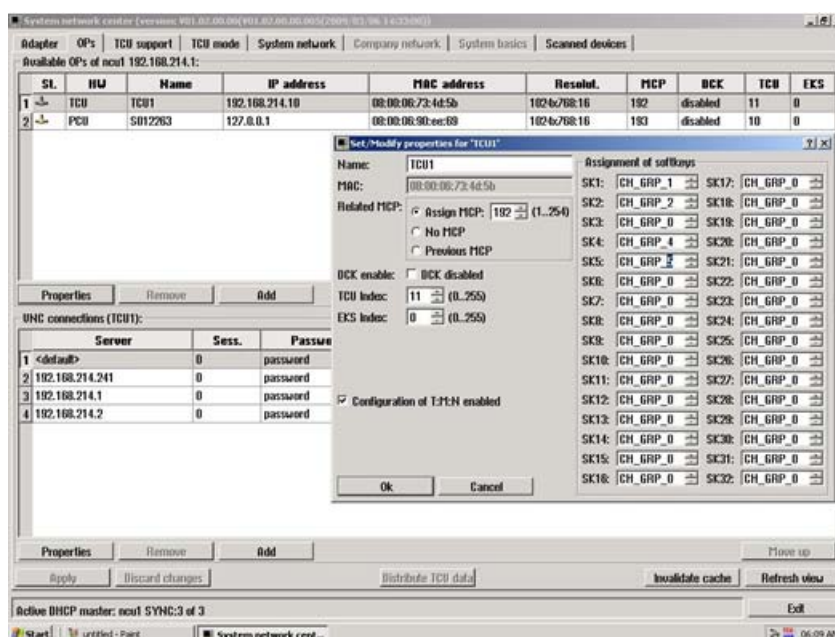 System network center (version: V01.02.00.00(V01.02.00.00.005(2009/03/06 14:33:00))
Adapter OPs TCU support TCU mode System network Company network System basics Scanned devices
Available OPs of ncu1 192.168.214.1:
St. HW Name IP address MAC address Resolut. MCP DCK TCU EKS
1 TCU TCU1 192.168.214.10 08:00:06:73:4d:5b 1024x768:16 192 disabled 11 0
2 PCU S012263 127.0.0.1 08:00:06:90:ee:69 1024x768:16 193 disabled 10 0
Set/Modify properties for "TCU1"
Name: TCU1
MAC: 08:00:06:73:4d:5b
Related MCP: Assign MCP: 192 (1..254)
No MCP
Previous MCP
DCK enable: DCK disabled
TCU Index: 11 (0..255)
EKS Index: 0 (0..255)
Configuration of T:M:N enabled
Ok Cancel
Assignment of softkeys
SK1: CH_GRP_1 SK17: CH_GRP_0
SK2: CH_GRP_2 SK18: CH_GRP_0
SK3: CH_GRP_0 SK19: CH_GRP_0
SK4: CH_GRP_4 SK20: CH_GRP_0
SK5: CH_GRP_5 SK21: CH_GRP_0
SK6: CH_GRP_0 SK22: CH_GRP_0
SK7: CH_GRP_0 SK23: CH_GRP_0
SK8: CH_GRP_0 SK24: CH_GRP_0
SK9: CH_GRP_0 SK25: CH_GRP_0
SK10: CH_GRP_0 SK26: CH_GRP_0
SK11: CH_GRP_0 SK27: CH_GRP_0
SK12: CH_GRP_0 SK28: CH_GRP_0
SK13: CH_GRP_0 SK29: CH_GRP_0
SK14: CH_GRP_0 SK30: CH_GRP_0
SK15: CH_GRP_0 SK31: CH_GRP_0
SK16: CH_GRP_0 SK32: CH_GRP_0
Properties Remove Add
VNC connections (TCU1):
Server Sess. Passwo
1 <default> 0 password
2 192.168.214.241 0 password
3 192.168.214.1 0 password
4 192.168.214.2 0 password
Properties Remove Add Move up
Apply Discard changes Distribute TCU data Invalidate cache Refresh view
Active DHCP master: ncu1 SYNC:3 of 3 Exit
Start untitled - Paint System network cent... 06:09 AM